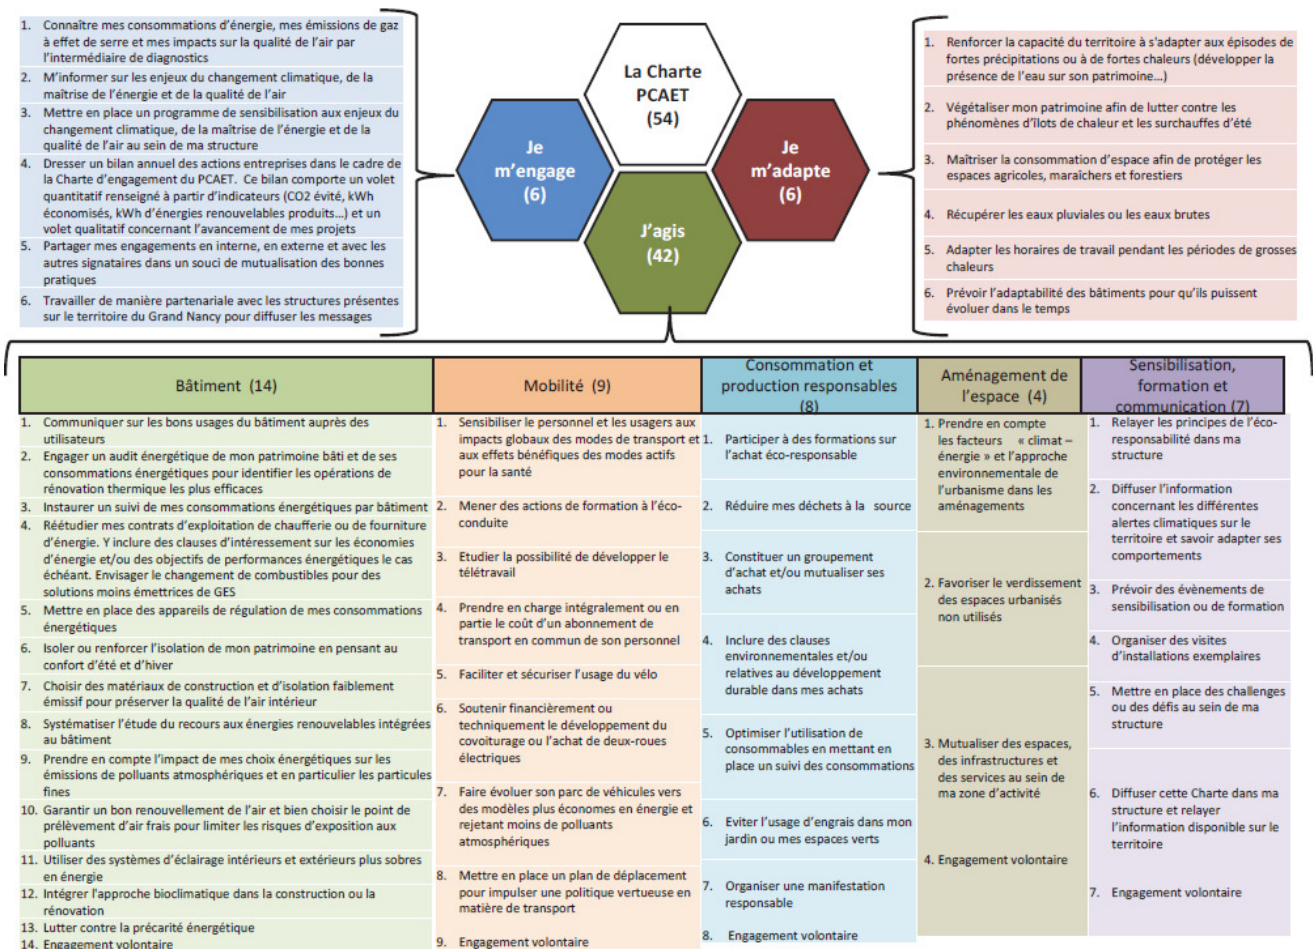 1. Connaître mes consommations d'énergie, mes émissions de gaz
à effet de serre et mes impacts sur la qualité de l'air par
l'intermédiaire de diagnostics
2. M'informer sur les enjeux du changement climatique, de la
maîtrise de l'énergie et de la qualité de l'air
3. Mettre en place un programme de sensibilisation aux enjeux du
changement climatique, de la maîtrise de l'énergie et de la
qualité de l'air au sein de ma structure
4. Dresser un bilan annuel des actions entreprises dans le cadre de
la Charte d'engagement du PCAET. Ce bilan comporte un volet
quantitatif renseigné à partir d'indicateurs (CO2 évité, kWh
économisés, kWh d'énergies renouvelables produits…) et un
volet qualitatif concernant l'avancement de mes projets
5. Partager mes engagements en interne, en externe et avec les
autres signataires dans un souci de mutualisation des bonnes
pratiques
6. Travailler de manière partenariale avec les structures présentes
sur le territoire du Grand Nancy pour diffuser les messages
La Charte
PCAET
(54)
Je
m'engage
(6)
Je
m'adapte
(6)
J'agis
(42)
1. Renforcer la capacité du territoire à s'adapter aux épisodes de
fortes précipitations ou à de fortes chaleurs (développer la
présence de l'eau sur son patrimoine…)
2. Végétaliser mon patrimoine afin de lutter contre les
phénomènes d'îlots de chaleur et les surchauffes d'été
3. Maîtriser la consommation d'espace afin de protéger les
espaces agricoles, maraîchers et forestiers
4. Récupérer les eaux pluviales ou les eaux brutes
5. Adapter les horaires de travail pendant les périodes de grosses
chaleurs
6. Prévoir l'adaptabilité des bâtiments pour qu'ils puissent
évoluer dans le temps
Bâtiment (14)
1. Communiquer sur les bons usages du bâtiment auprès des
utilisateurs
2. Engager un audit énergétique de mon patrimoine bâti et de ses
consommations énergétiques pour identifier les opérations de
rénovation thermique les plus efficaces
3. Instaurer un suivi de mes consommations énergétiques par bâtiment
4. Réétudier mes contrats d'exploitation de chaufferie ou de fourniture
d'énergie. Y inclure des clauses d'intéressement sur les économies
d'énergie et/ou des objectifs de performances énergétiques le cas
échéant. Envisager le changement de combustibles pour des
solutions moins émettrices de GES
5. Mettre en place des appareils de régulation de mes consommations
énergétiques
6. Isoler ou renforcer l'isolation de mon patrimoine en pensant au
confort d'été et d'hiver
7. Choisir des matériaux de construction et d'isolation faiblement
émissif pour préserver la qualité de l'air intérieur
8. Systématiser l'étude du recours aux énergies renouvelables intégrées
au bâtiment
9. Prendre en compte l'impact de mes choix énergétiques sur les
émissions de polluants atmosphériques et en particulier les particules
fines
10. Garantir un bon renouvellement de l'air et bien choisir le point de
prélèvement d'air frais pour limiter les risques d'exposition aux
polluants
11. Utiliser des systèmes d'éclairage intérieurs et extérieurs plus sobres
en énergie
12. Intégrer l'approche bioclimatique dans la construction ou la
rénovation
13. Lutter contre la précarité énergétique
14. Engagement volontaire
Mobilité (9)
1. Sensibiliser le personnel et les usagers aux
impacts globaux des modes de transport et
aux effets bénéfiques des modes actifs
pour la santé
2. Mener des actions de formation à l'éco-
conduite
3. Etudier la possibilité de développer le
télétravail
4. Prendre en charge intégralement ou en
partie le coût d'un abonnement de
transport en commun de son personnel
5. Faciliter et sécuriser l'usage du vélo
6. Soutenir financièrement ou
techniquement le développement du
covoiturage ou l'achat de deux-roues
électriques
7. Faire évoluer son parc de véhicules vers
des modèles plus économes en énergie et
rejetant moins de polluants
atmosphériques
8. Mettre en place un plan de déplacement
pour impulser une politique vertueuse en
matière de transport
9. Engagement volontaire
Consommation et
production responsables
(8)
1. Participer à des formations sur
l'achat éco-responsable
2. Réduire mes déchets à la source
3. Constituer un groupement
d'achat et/ou mutualiser ses
achats
4. Inclure des clauses
environnementales et/ou
relatives au développement
durable dans mes achats
5. Optimiser l'utilisation de
consommables en mettant en
place un suivi des consommations
6. Eviter l'usage d'engrais dans mon
jardin ou mes espaces verts
7. Organiser une manifestation
responsable
8. Engagement volontaire
Aménagement de
l'espace (4)
1. Prendre en compte
les facteurs « climat –
énergie » et l'approche
environnementale de
l'urbanisme dans les
aménagements
2. Favoriser le verdissement
des espaces urbanisés
non utilisés
3. Mutualiser des espaces,
des infrastructures et
des services au sein de
ma zone d'activité
4. Engagement volontaire
Sensibilisation,
formation et
communication (7)
1. Relayer les principes de l'éco-
responsabilité dans ma
structure
2. Diffuser l'information
concernant les différentes
alertes climatiques sur le
territoire et savoir adapter ses
comportements
3. Prévoir des évènements de
sensibilisation ou de formation
4. Organiser des visites
d'installations exemplaires
5. Mettre en place des challenges
ou des défis au sein de ma
structure
6. Diffuser cette Charte dans ma
structure et relayer
l'information disponible sur le
territoire
7. Engagement volontaire